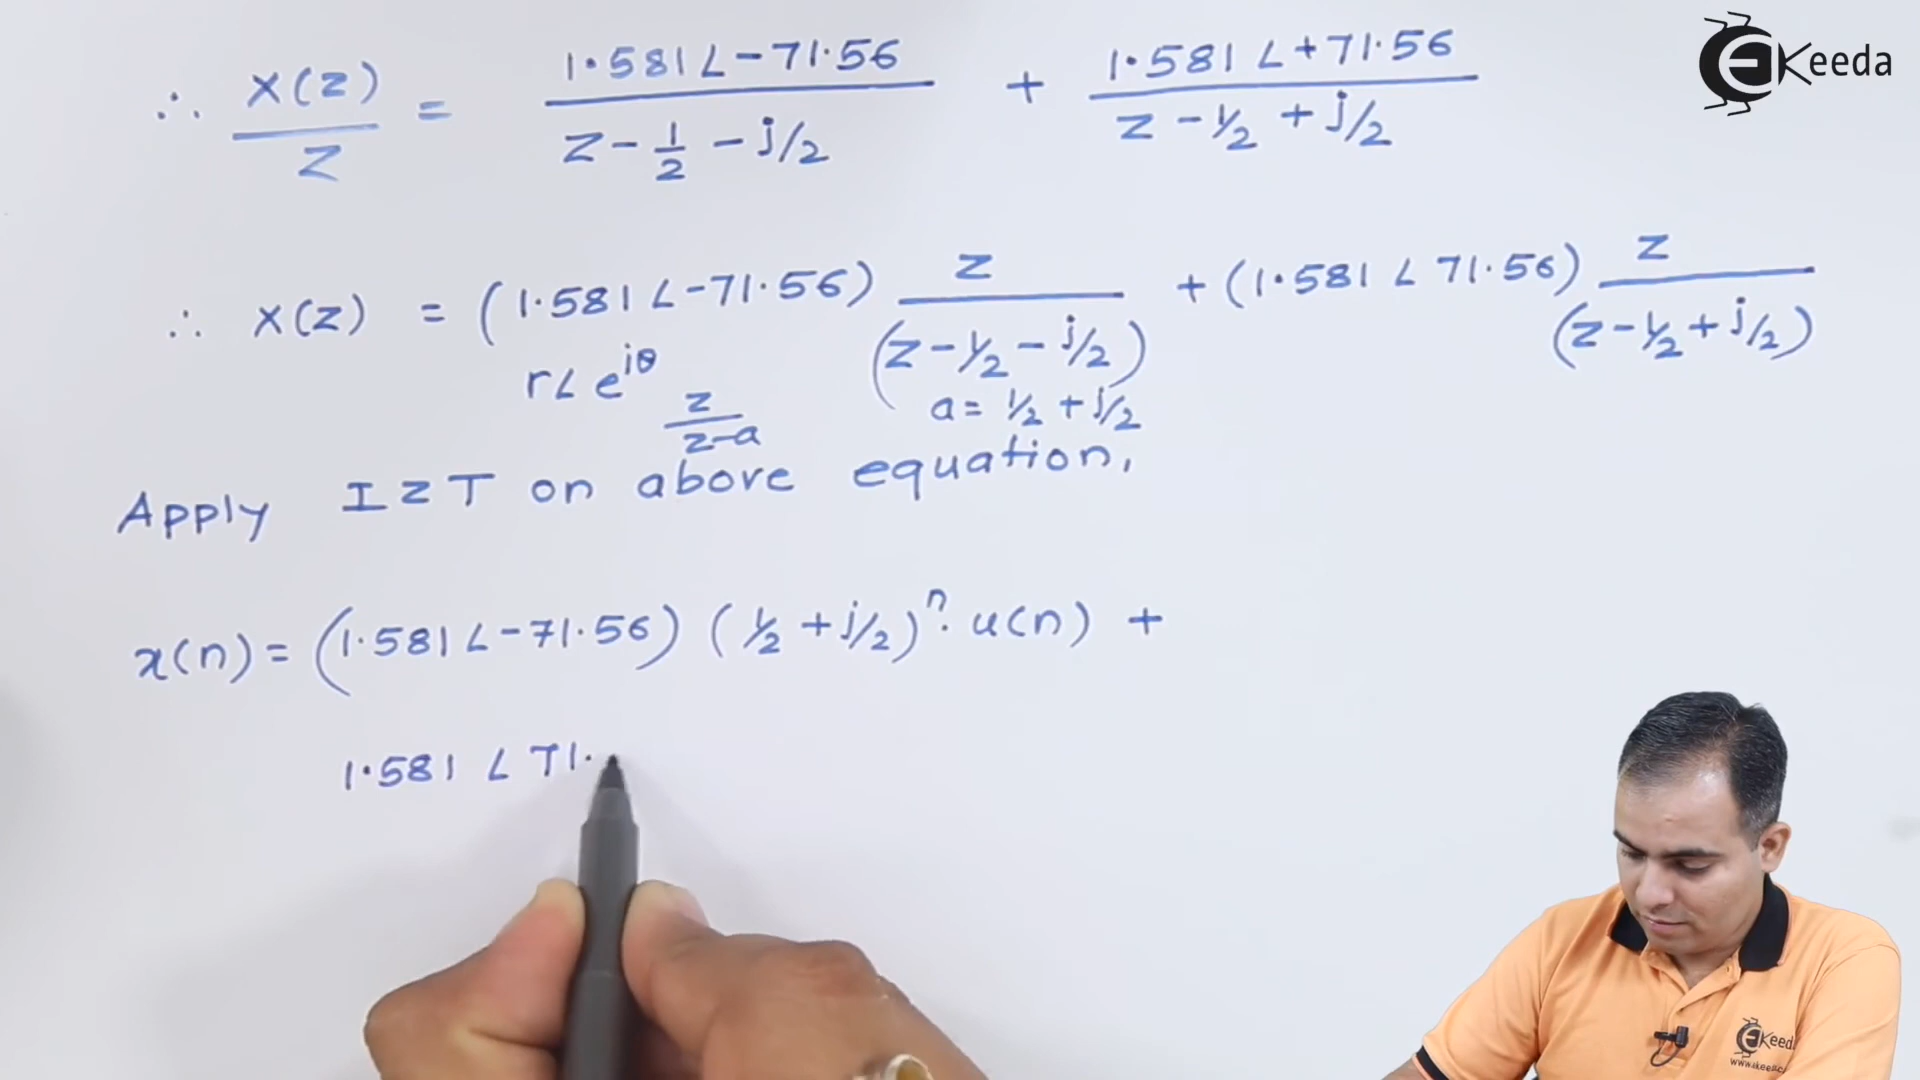 EKeeda
∴ X(z)/z = 1.581∠-71.56/(z - 1/2 - j/2) + 1.581∠+71.56/(z - 1/2 + j/2)
∴ X(z) = (1.581∠-71.56) z/(z - 1/2 - j/2) + (1.581∠71.56) z/(z - 1/2 + j/2)
r∠ e^jθ z/z-a a = 1/2 + j/2
Apply IZT on above equation,
x(n) = (1.581∠-71.56) (1/2 + j/2)^n . u(n) +
1.581 ∠ 71.